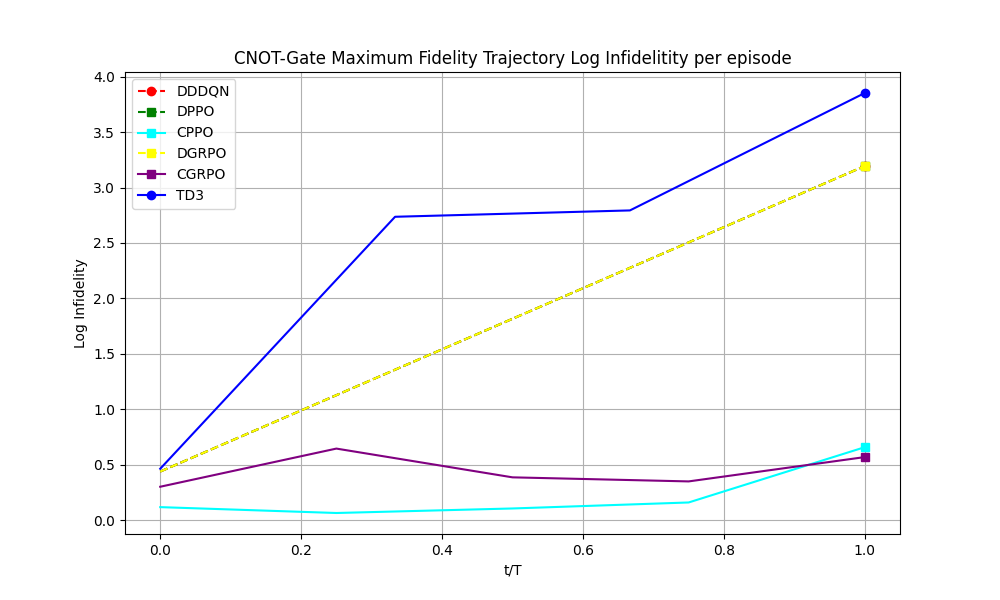 CNOT-Gate Maximum Fidelity Trajectory Log Infidelitity per episode
DDDQN
DPPO
CPPO
DGRPO
CGRPO
TD3
4.0
3.5
3.0
2.5
2.0
1.5
1.0
0.5
0.0
Log Infidelity
0.0 0.2 0.4 0.6 0.8 1.0
t/T